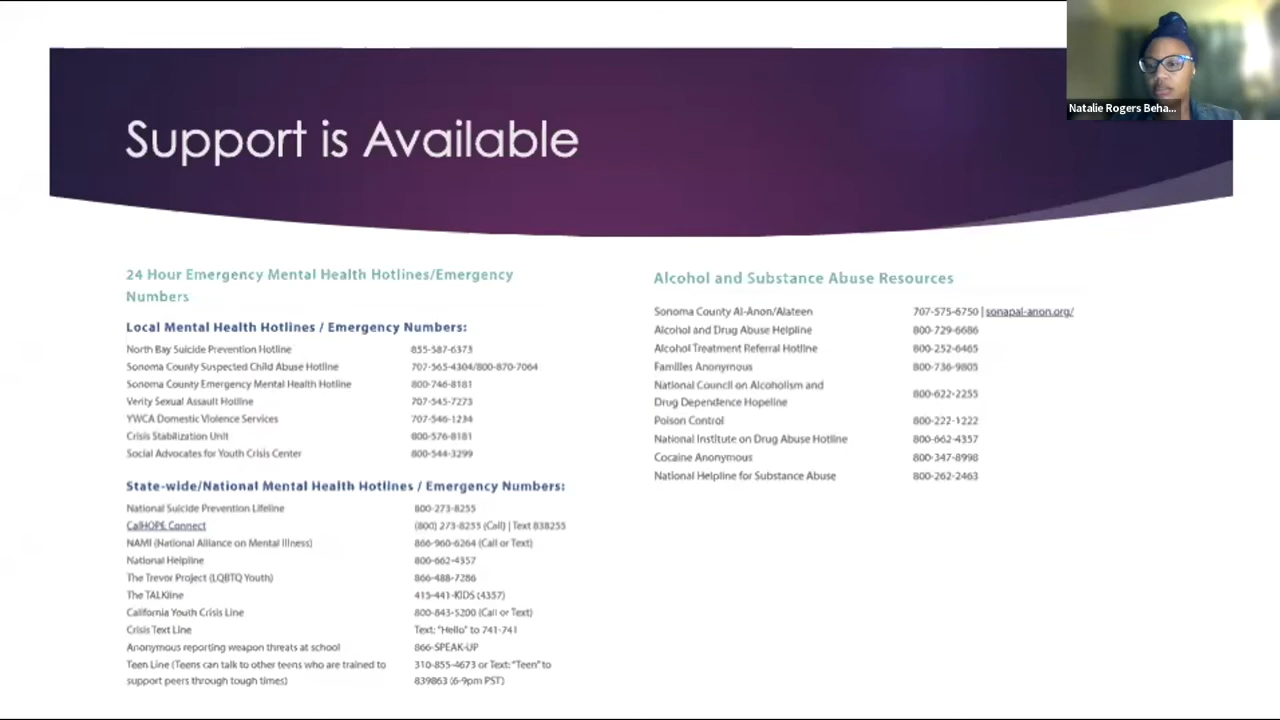 Natalie Rogers Beha...
Support is Available
24 Hour Emergency Mental Health Hotlines/Emergency
Numbers
Local Mental Health Hotlines / Emergency Numbers:
North Bay Suicide Prevention Hotline 855-587-6373
Sonoma County Suspected Child Abuse Hotline 707-565-4304/800-870-7064
Sonoma County Emergency Mental Health Hotline 800-746-8181
Verity Sexual Assault Hotline 707-545-7273
YWCA Domestic Violence Services 707-546-1234
Crisis Stabilization Unit 800-576-8181
Social Advocates for Youth Crisis Center 800-544-3299
State-wide/National Mental Health Hotlines / Emergency Numbers:
National Suicide Prevention Lifeline 800-273-8255
CalHOPE Connect (800) 273-8255 (Call) | Text 838255
NAMI (National Alliance on Mental Illness) 866-960-6264 (Call or Text)
National Helpline 800-662-4357
The Trevor Project (LQBTQ Youth) 866-488-7286
The TALKline 415-441-KIDS (4357)
California Youth Crisis Line 800-843-5200 (Call or Text)
Crisis Text Line Text: "Hello" to 741-741
Anonymous reporting weapon threats at school 866-SPEAK-UP
Teen Line (Teens can talk to other teens who are trained to 310-855-4673 or Text: "Teen" to
support peers through tough times) 839863 (6-9pm PST)
Alcohol and Substance Abuse Resources
Sonoma County Al-Anon/Alateen 707-575-6750 | sonapal-anon.org/
Alcohol and Drug Abuse Helpline 800-729-6686
Alcohol Treatment Referral Hotline 800-252-6465
Families Anonymous 800-736-9805
National Council on Alcoholism and
Drug Dependence Hopeline 800-622-2255
Poison Control 800-222-1222
National Institute on Drug Abuse Hotline 800-662-4357
Cocaine Anonymous 800-347-8998
National Helpline for Substance Abuse 800-262-2463